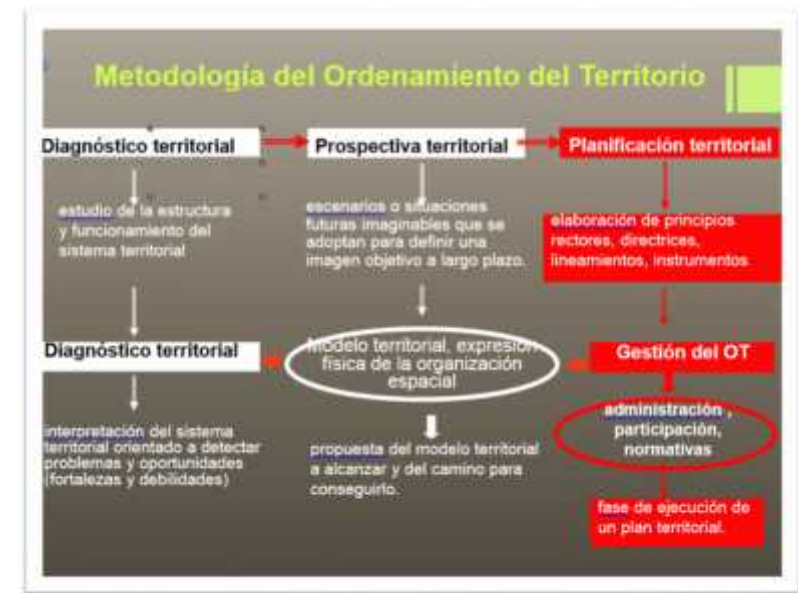 Metodología del Ordenamiento del Territorio
Diagnóstico territorial
Prospectiva territorial
Planificación territorial
estudio de la estructura
y funcionamiento del
sistema territorial
escenarios o situaciones
futuras imaginables que se
adoptan para definir una
imagen objetivo a largo plazo.
elaboración de principios
rectores, directrices,
lineamientos, instrumentos
Diagnóstico territorial
Modelo territorial, expresión
física de la organización
espacial
Gestión del OT
interpretación del sistema
territorial orientado a detectar
problemas y oportunidades
(fortalezas y debilidades)
propuesta del modelo territorial
a alcanzar y del camino para
conseguirlo.
administración ,
participación,
normativas
fase de ejecución de
un plan territorial.